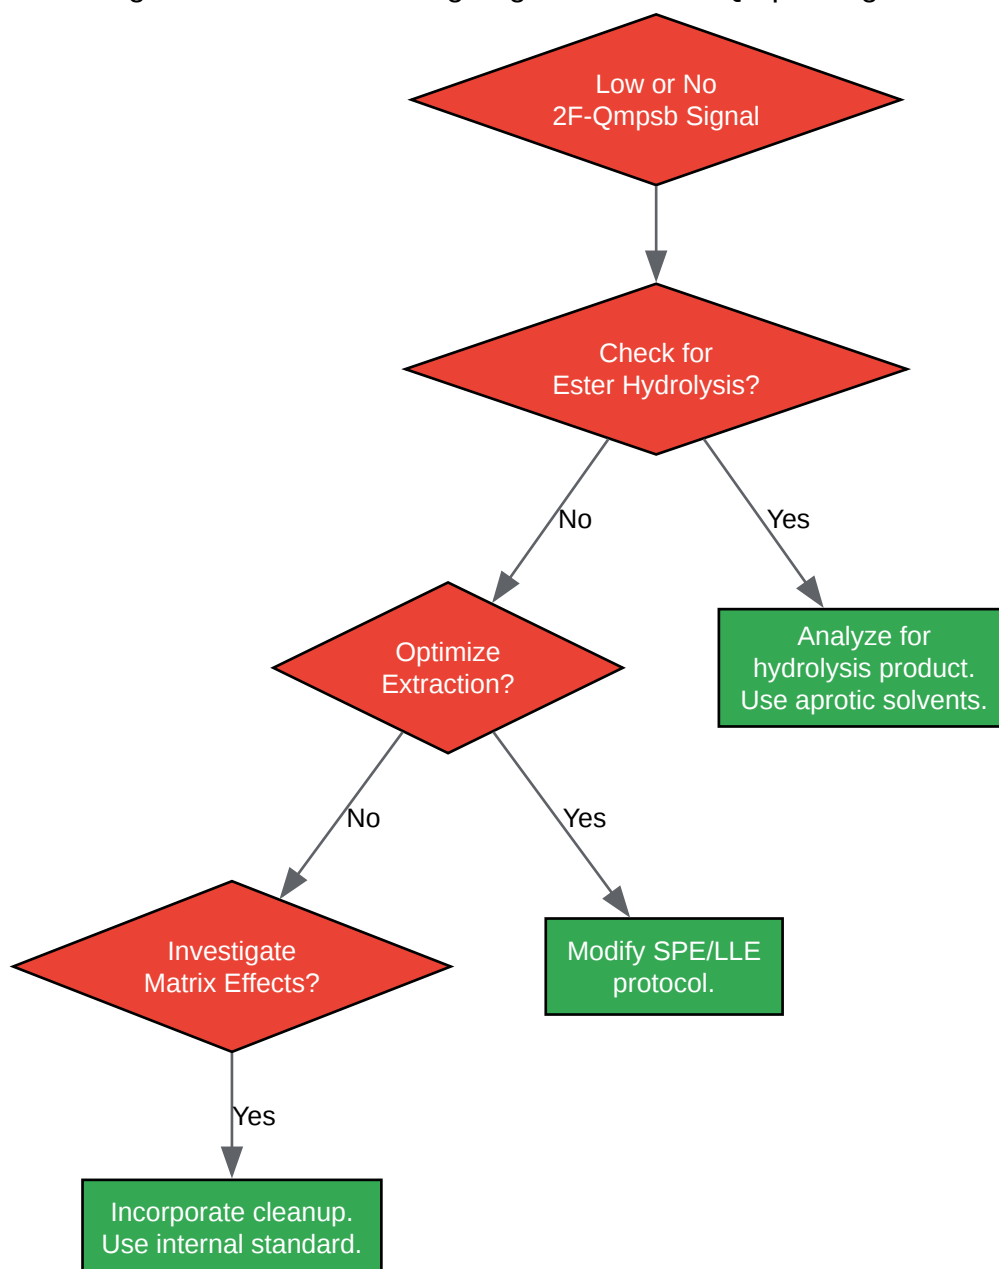 Low or No
2F-Qmpsb Signal
Check for
Ester Hydrolysis?
No
Yes
Optimize
Extraction?
Analyze for
hydrolysis product.
Use aprotic solvents.
No
Yes
Investigate
Matrix Effects?
Modify SPE/LLE
protocol.
Yes
Incorporate cleanup.
Use internal standard.